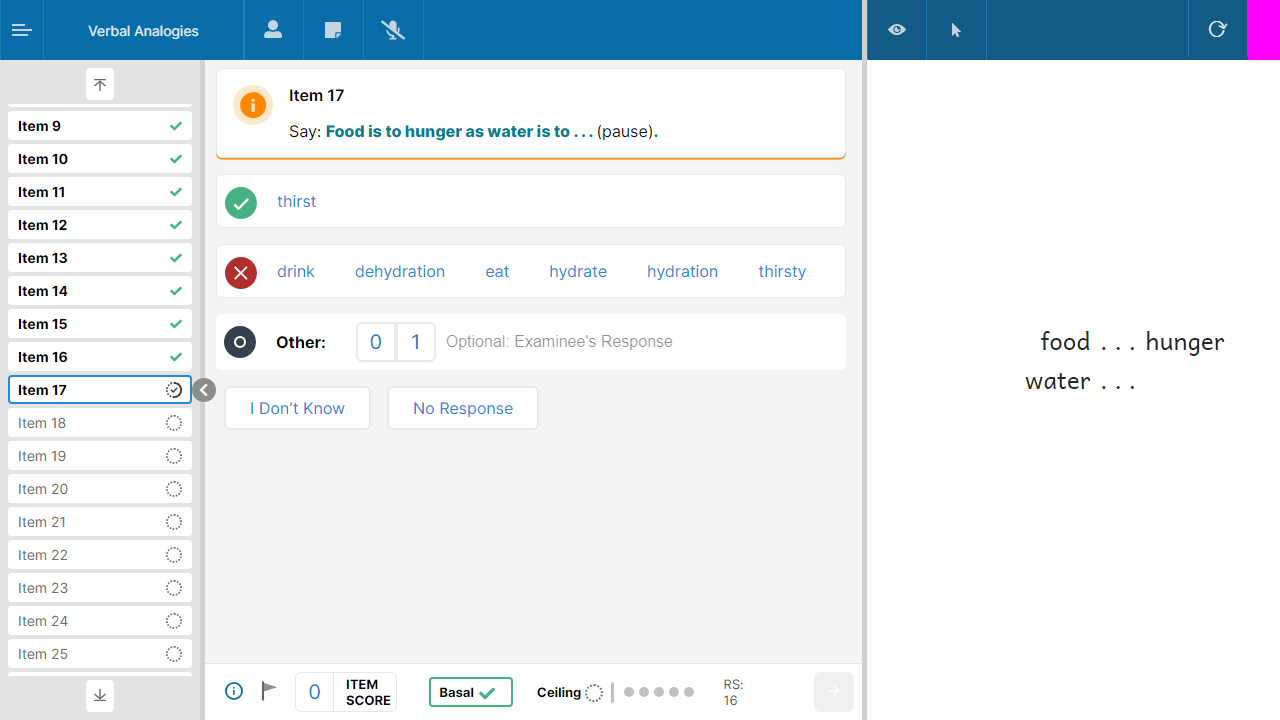 Verbal Analogies
Item 9
Item 10
Item 11
Item 12
Item 13
Item 14
Item 15
Item 16
Item 17
Item 18
Item 19
Item 20
Item 21
Item 22
Item 23
Item 24
Item 25
Item 17
Say: Food is to hunger as water is to . . . (pause).
thirst
drink dehydration eat hydrate hydration thirsty
Other: 0 1 Optional: Examinee's Response
I Don’t Know No Response
0 ITEM SCORE Basal Ceiling RS: 16
food . . . hunger
water . . .